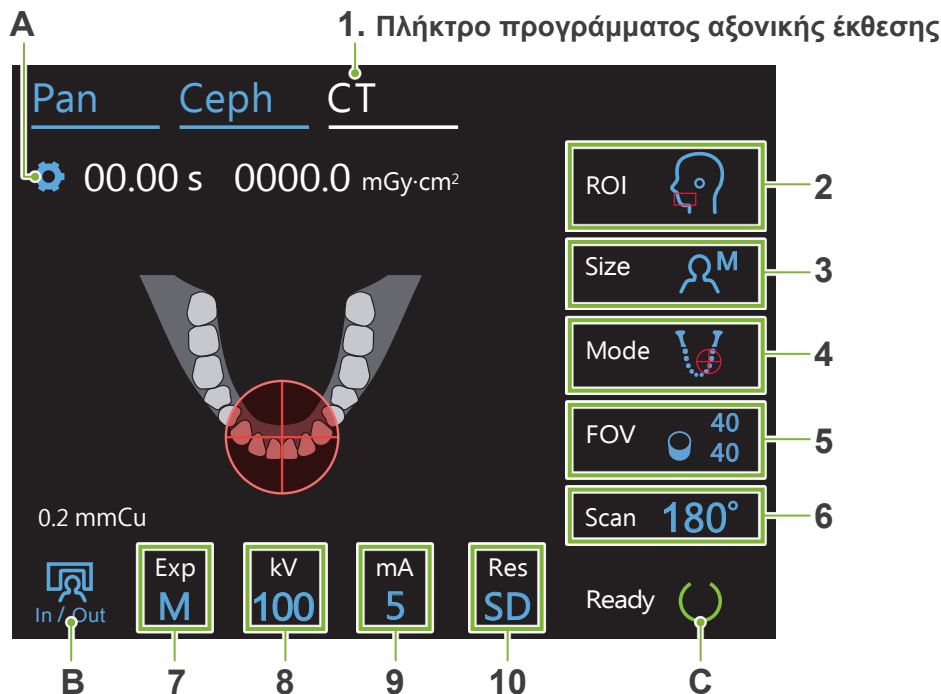 A
1. Πλήκτρο προγράμματος αξονικής έκθεσης
Pan Ceph CT
00.00 s 0000.0 mGy·cm²
ROI
2
Size M
3
Mode
4
FOV 40
40
5
Scan 180°
6
0.2 mmCu
In / Out
Exp
M
kV
100
mA
5
Res
SD
Ready
B 7 8 9 10 C